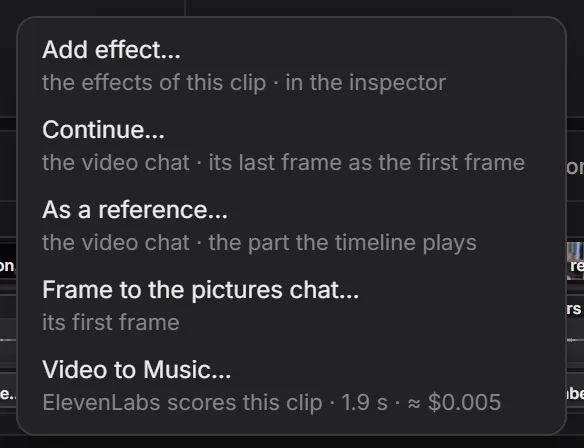 Add effect...
the effects of this clip · in the inspector
Continue...
the video chat · its last frame as the first frame
As a reference...
the video chat · the part the timeline plays
Frame to the pictures chat...
its first frame
Video to Music...
ElevenLabs scores this clip · 1.9 s · ≈ $0.005